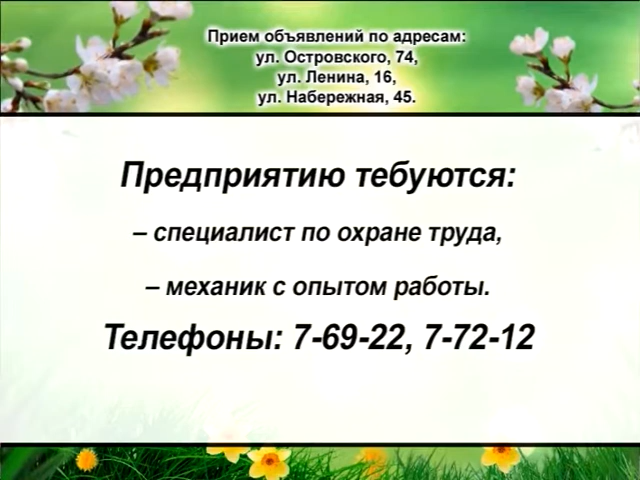 Прием объявлений по адресам:
ул. Островского, 74,
ул. Ленина, 16,
ул. Набережная, 45.
Предприятию тебуются:
– специалист по охране труда,
– механик с опытом работы.
Телефоны: 7-69-22, 7-72-12